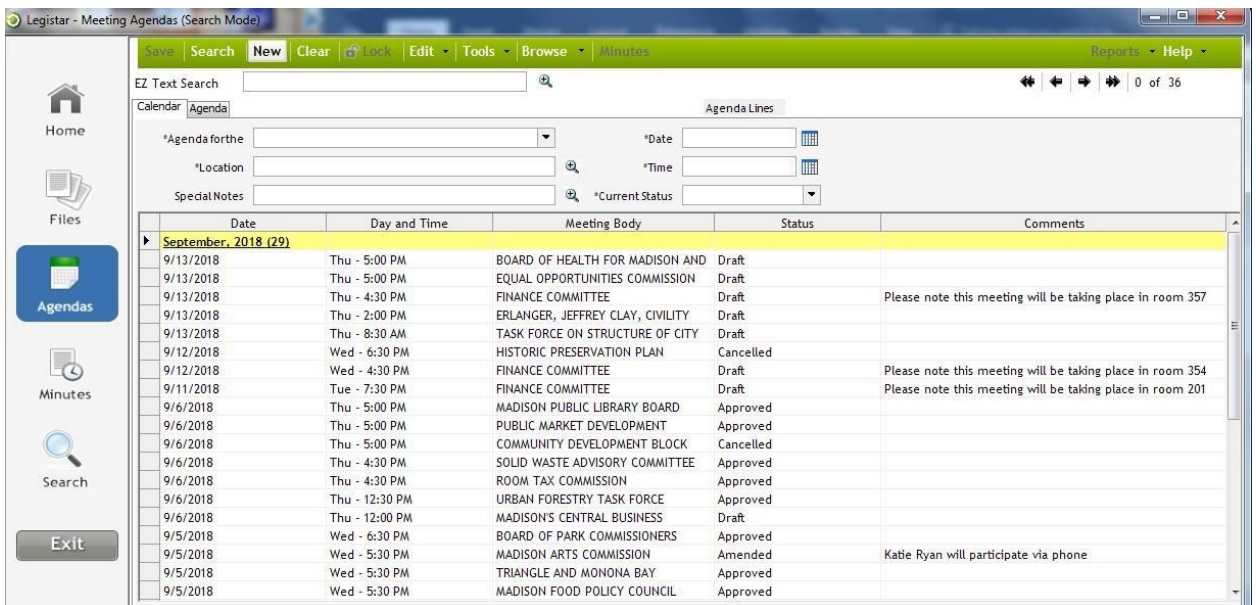 Legistar - Meeting Agendas (Search Mode)
Save Search New Clear Lock Edit Tools Browse Minutes Reports Help
EZ Text Search 0 of 36
Calendar Agenda Agenda Lines
*Agenda forthe *Date
*Location *Time
Special Notes *Current Status
Home
Files
Agendas
Minutes
Search
Exit
Date Day and Time Meeting Body Status Comments
September, 2018 (29)
9/13/2018 Thu - 5:00 PM BOARD OF HEALTH FOR MADISON AND Draft
9/13/2018 Thu - 5:00 PM EQUAL OPPORTUNITIES COMMISSION Draft
9/13/2018 Thu - 4:30 PM FINANCE COMMITTEE Draft Please note this meeting will be taking place in room 357
9/13/2018 Thu - 2:00 PM ERLANGER, JEFFREY CLAY, CIVILITY Draft
9/13/2018 Thu - 8:30 AM TASK FORCE ON STRUCTURE OF CITY Draft
9/12/2018 Wed - 6:30 PM HISTORIC PRESERVATION PLAN Cancelled
9/12/2018 Wed - 4:30 PM FINANCE COMMITTEE Draft Please note this meeting will be taking place in room 354
9/11/2018 Tue - 7:30 PM FINANCE COMMITTEE Draft Please note this meeting will be taking place in room 201
9/6/2018 Thu - 5:00 PM MADISON PUBLIC LIBRARY BOARD Approved
9/6/2018 Thu - 5:00 PM PUBLIC MARKET DEVELOPMENT Approved
9/6/2018 Thu - 5:00 PM COMMUNITY DEVELOPMENT BLOCK Cancelled
9/6/2018 Thu - 4:30 PM SOLID WASTE ADVISORY COMMITTEE Approved
9/6/2018 Thu - 4:30 PM ROOM TAX COMMISSION Approved
9/6/2018 Thu - 12:30 PM URBAN FORESTRY TASK FORCE Approved
9/6/2018 Thu - 12:00 PM MADISON'S CENTRAL BUSINESS Draft
9/5/2018 Wed - 6:30 PM BOARD OF PARK COMMISSIONERS Approved
9/5/2018 Wed - 5:30 PM MADISON ARTS COMMISSION Amended Katie Ryan will participate via phone
9/5/2018 Wed - 5:30 PM TRIANGLE AND MONONA BAY Approved
9/5/2018 Wed - 5:30 PM MADISON FOOD POLICY COUNCIL Approved